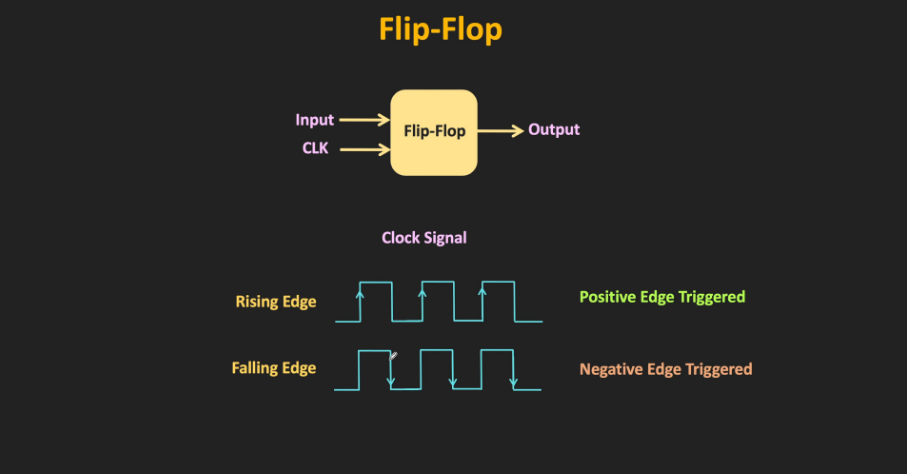 Flip-Flop
Input
CLK
Flip-Flop
Output
Clock Signal
Rising Edge
Positive Edge Triggered
Falling Edge
Negative Edge Triggered